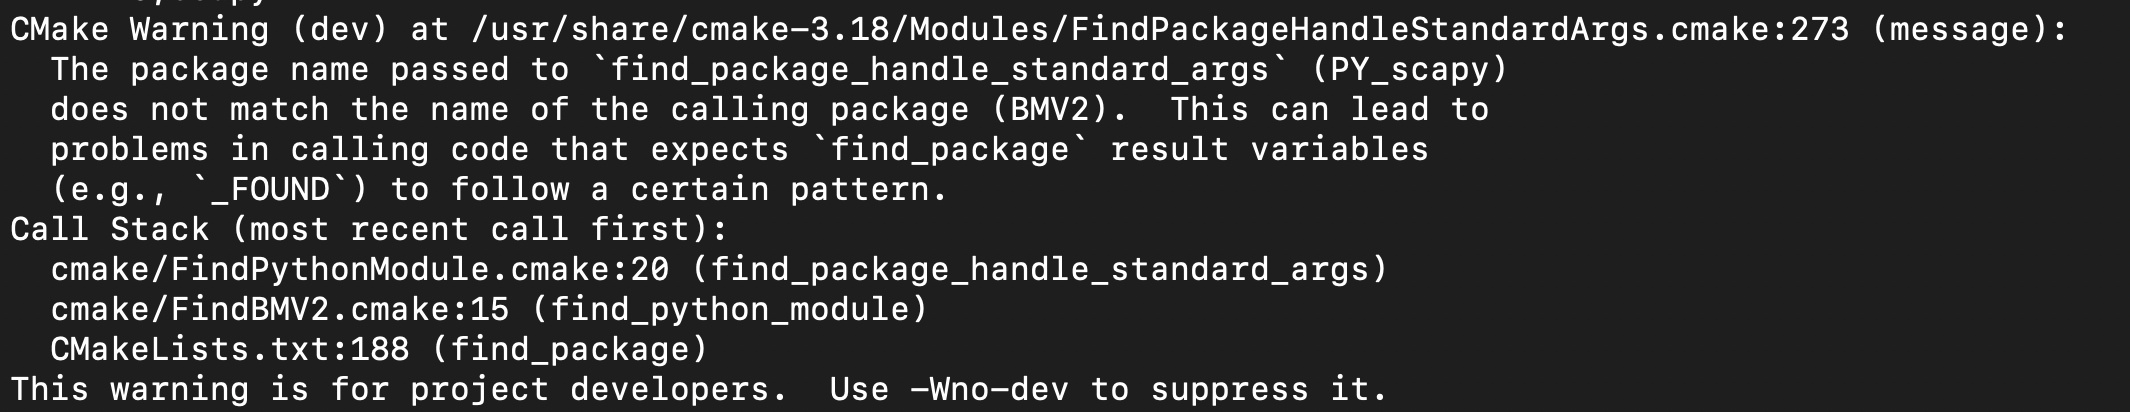 CMake Warning (dev) at /usr/share/cmake-3.18/Modules/FindPackageHandleStandardArgs.cmake:273 (message):
  The package name passed to `find_package_handle_standard_args` (PY_scapy)
  does not match the name of the calling package (BMV2).  This can lead to
  problems in calling code that expects `find_package` result variables
  (e.g., `_FOUND`) to follow a certain pattern.
Call Stack (most recent call first):
  cmake/FindPythonModule.cmake:20 (find_package_handle_standard_args)
  cmake/FindBMV2.cmake:15 (find_python_module)
  CMakeLists.txt:188 (find_package)
This warning is for project developers.  Use -Wno-dev to suppress it.